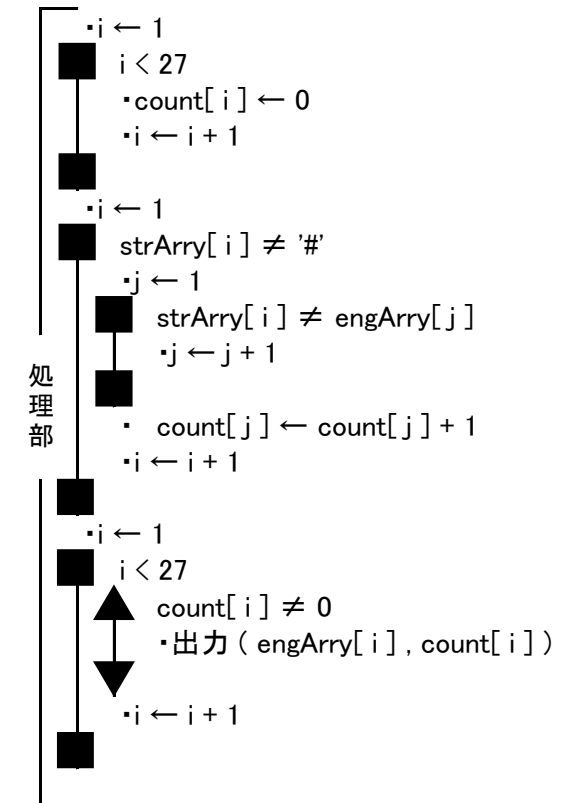 ・i ← 1
i < 27
・count[ i ] ← 0
・i ← i + 1
・i ← 1
strArry[ i ] ≠ '#'
・j ← 1
strArry[ i ] ≠ engArry[ j ]
・j ← j + 1
・ count[ j ] ← count[ j ] + 1
・i ← i + 1
・i ← 1
i < 27
count[ i ] ≠ 0
・出力 ( engArry[ i ] , count[ i ] )
・i ← i + 1
処理部